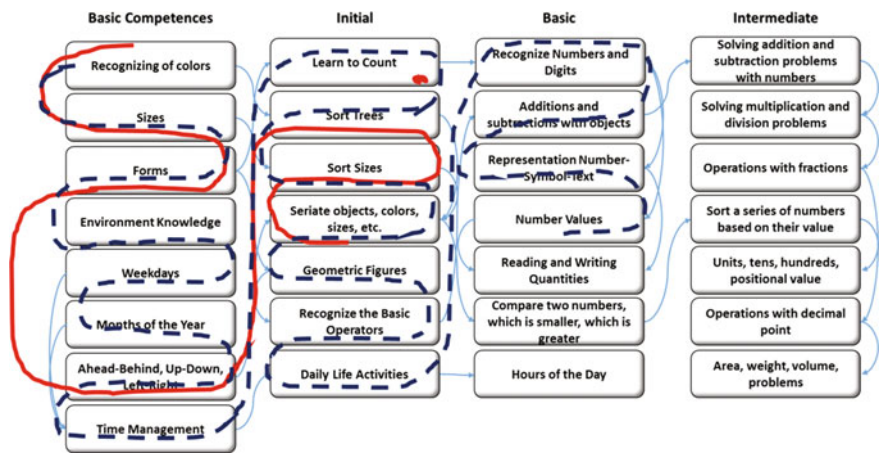 Basic Competences
Recognizing of colors
Sizes
Forms
Environment Knowledge
Weekdays
Months of the Year
Ahead-Behind, Up-Down,
Left-Right
Time Management
Initial
Learn to Count
Sort Trees
Sort Sizes
Seriate objects, colors,
sizes, etc.
Geometric Figures
Recognize the Basic
Operators
Daily Life Activities
Basic
Recognize Numbers and
Digits
Additions and
subtractions with objects
Representation Number-
Symbol-Text
Number Values
Reading and Writing
Quantities
Compare two numbers,
which is smaller, which is
greater
Hours of the Day
Intermediate
Solving addition and
subtraction problems
with numbers
Solving multiplication and
division problems
Operations with fractions
Sort a series of numbers
based on their value
Units, tens, hundreds,
positional value
Operations with decimal
point
Area, weight, volume,
problems